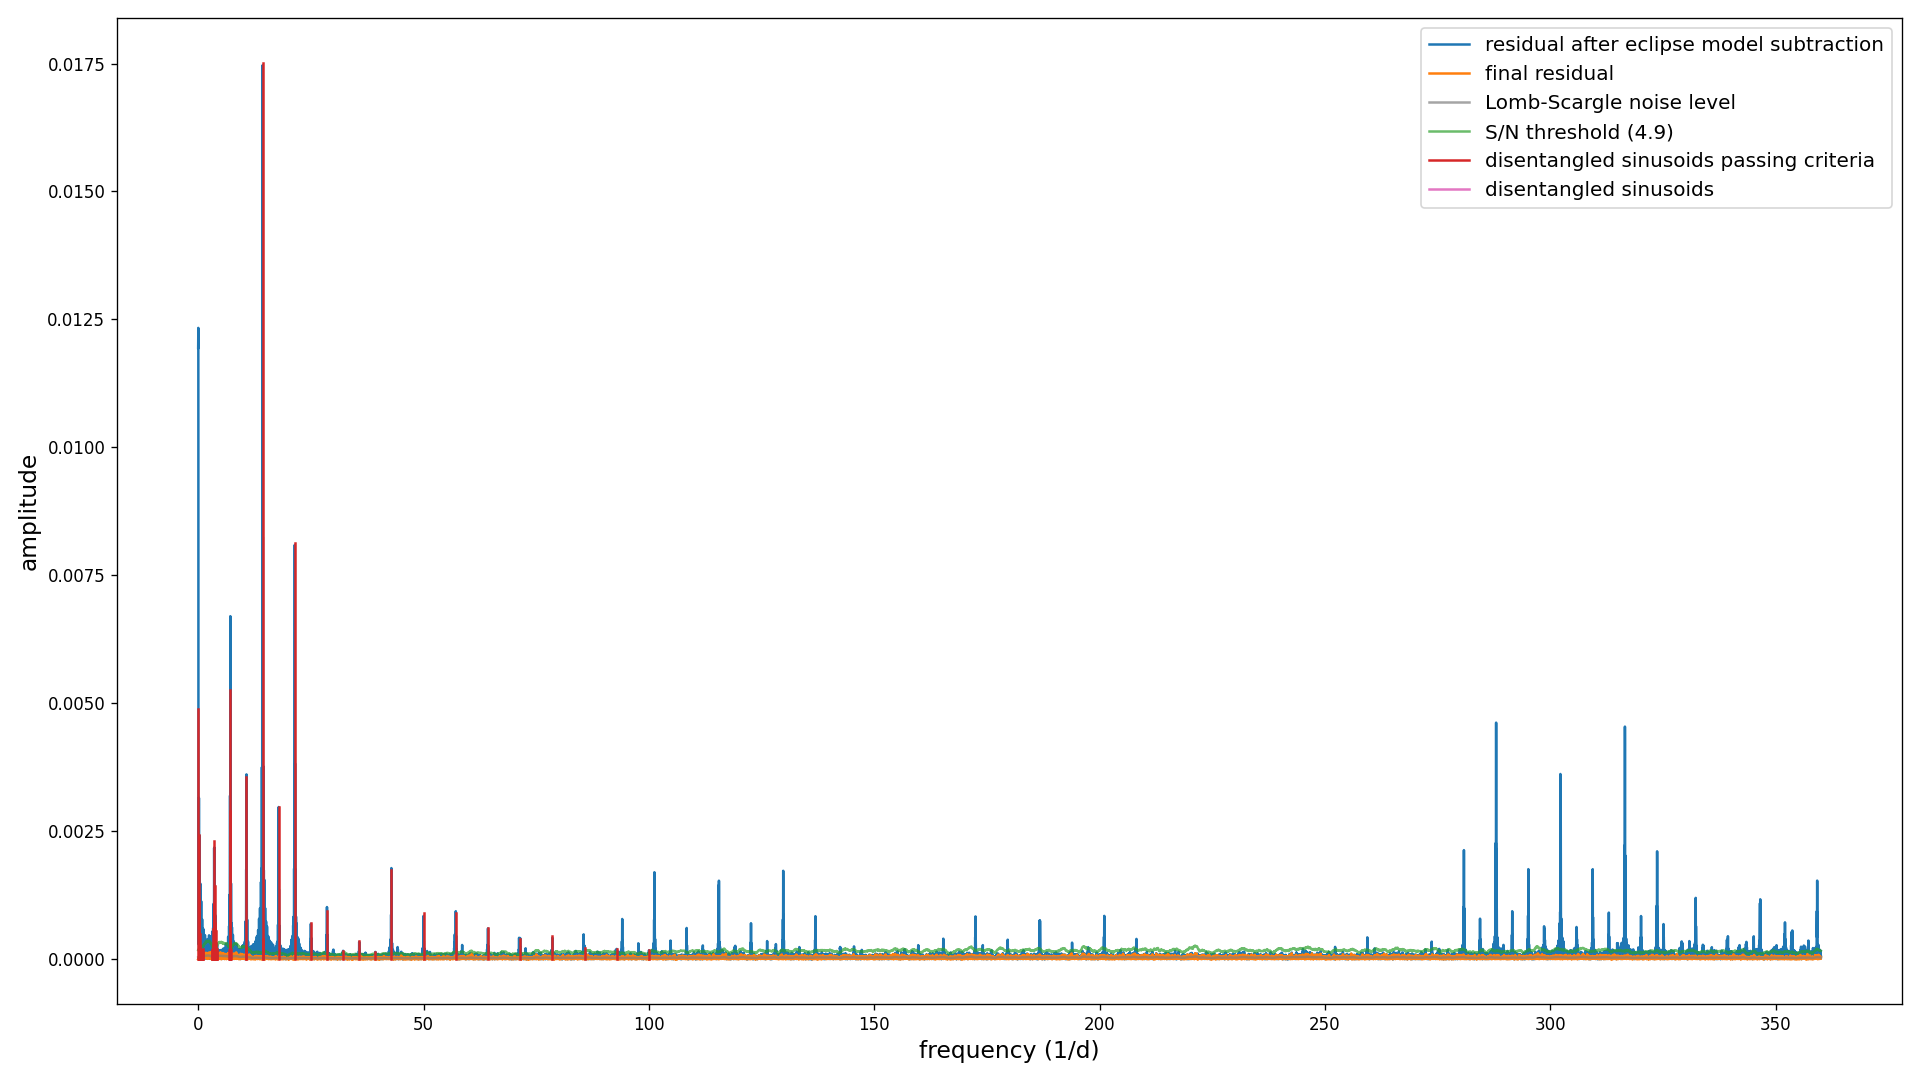 residual after eclipse model subtraction
final residual
Lomb-Scargle noise level
S/N threshold (4.9)
disentangled sinusoids passing criteria
disentangled sinusoids
0.0175
0.0150
0.0125
0.0100
0.0075
0.0050
0.0025
0.0000
amplitude
0 50 100 150 200 250 300 350
frequency (1/d)